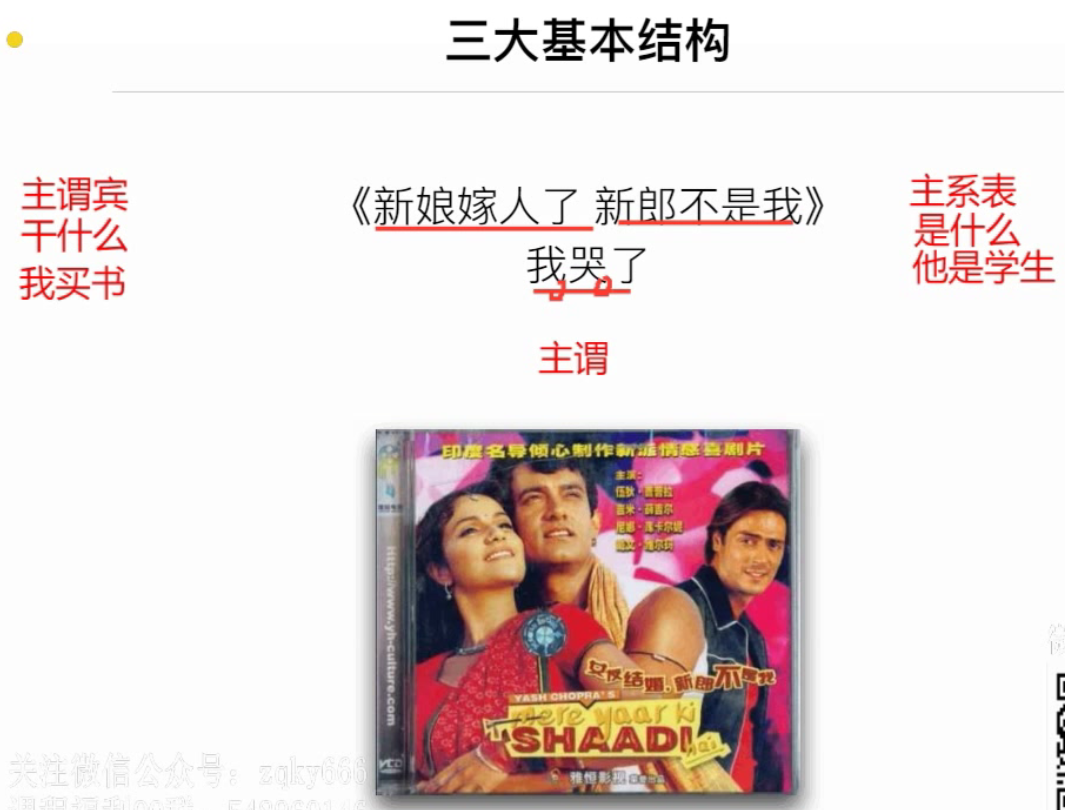 三大基本结构
主谓宾
干什么
我买书
《新娘嫁人了 新郎不是我》
我哭了
主谓
主系表
是什么
他是学生
印度名导倾心制作新派情感喜剧片
主演:
http://www.yh-culture.com
女友结婚,新郎不是我
YASH CHOPRA'S
mere yaar ki
SHAADI
hai
雅恒影视
VCD
关注微信公众号: zqky666